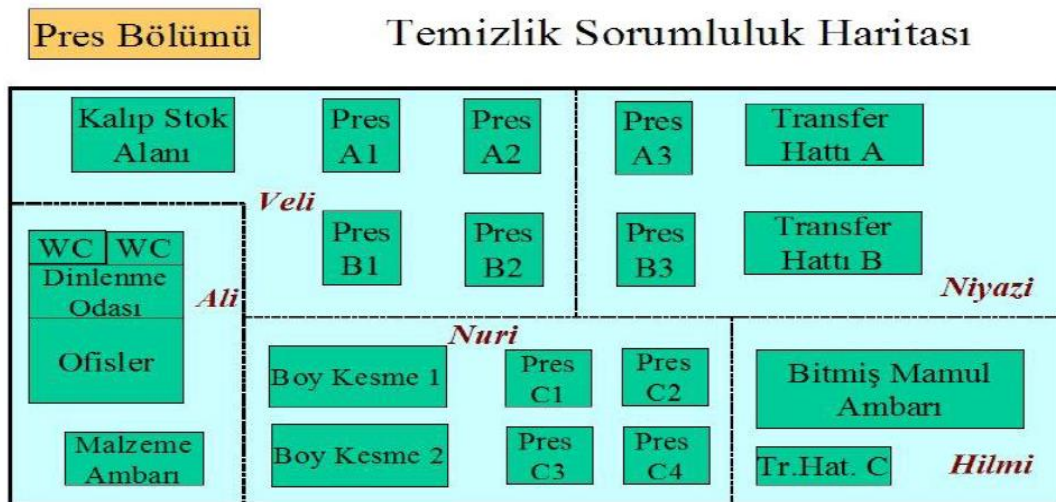 Pres Bölümü
Temizlik Sorumluluk Haritası
Kalıp Stok
Alanı
Pres
A1
Pres
A2
Pres
A3
Transfer
Hattı A
Veli
Pres
B1
Pres
B2
Pres
B3
Transfer
Hattı B
Niyazi
WC
WC
Dinlenme
Odası
Ali
Ofisler
Malzeme
Ambarı
Nuri
Boy Kesme 1
Pres
C1
Pres
C2
Boy Kesme 2
Pres
C3
Pres
C4
Bitmiş Mamul
Ambarı
Tr.Hat. C
Hilmi